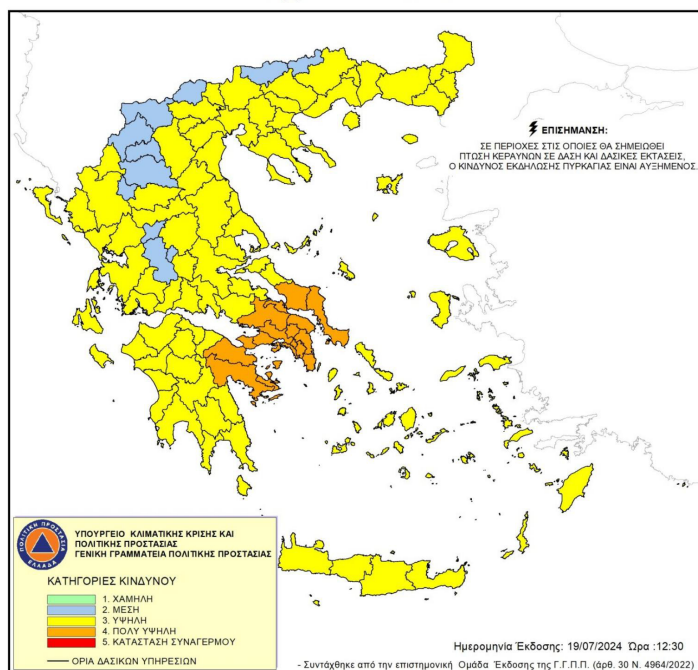 ΕΠΙΣΗΜΑΝΣΗ:
ΣΕ ΠΕΡΙΟΧΕΣ ΣΤΙΣ ΟΠΟΙΕΣ ΘΑ ΣΗΜΕΙΩΘΕΙ
ΠΤΩΣΗ ΚΕΡΑΥΝΩΝ ΣΕ ΔΑΣΗ ΚΑΙ ΔΑΣΙΚΕΣ ΕΚΤΑΣΕΙΣ,
Ο ΚΙΝΔΥΝΟΣ ΕΚΔΗΛΩΣΗΣ ΠΥΡΚΑΓΙΑΣ ΕΙΝΑΙ ΑΥΞΗΜΕΝΟΣ.
ΠΟΛΙΤΙΚΗ ΠΡΟΣΤΑΣΙΑ
ΕΛΛΑΔΑ
ΥΠΟΥΡΓΕΙΟ ΚΛΙΜΑΤΙΚΗΣ ΚΡΙΣΗΣ ΚΑΙ
ΠΟΛΙΤΙΚΗΣ ΠΡΟΣΤΑΣΙΑΣ
ΓΕΝΙΚΗ ΓΡΑΜΜΑΤΕΙΑ ΠΟΛΙΤΙΚΗΣ ΠΡΟΣΤΑΣΙΑΣ
ΚΑΤΗΓΟΡΙΕΣ ΚΙΝΔΥΝΟΥ
1. ΧΑΜΗΛΗ
2. ΜΕΣΗ
3. ΥΨΗΛΗ
4. ΠΟΛΥ ΥΨΗΛΗ
5. ΚΑΤΑΣΤΑΣΗ ΣΥΝΑΓΕΡΜΟΥ
ΟΡΙΑ ΔΑΣΙΚΩΝ ΥΠΗΡΕΣΙΩΝ
Ημερομηνία Έκδοσης: 19/07/2024 Ώρα :12:30
- Συντάχθηκε από την επιστημονική Ομάδα Έκδοσης της Γ.Γ.Π.Π. (άρθ. 30 Ν. 4964/2022)